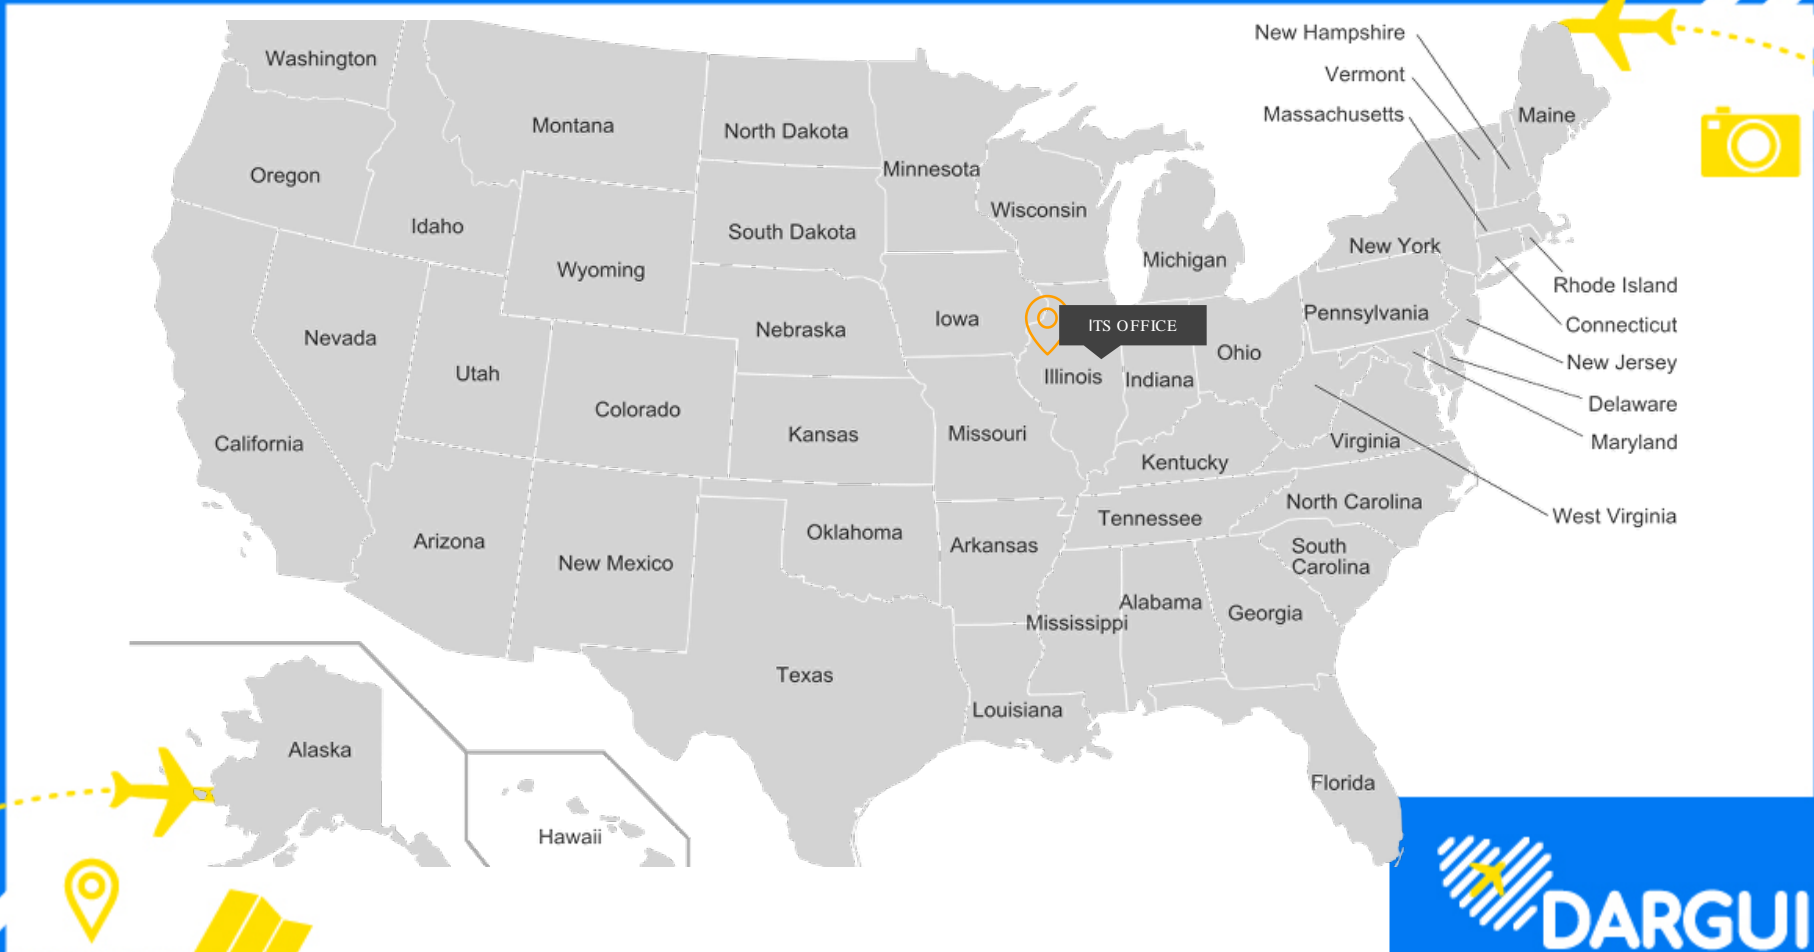 New Hampshire
Washington
Vermont
Massachusetts
Maine
Montana
North Dakota
Minnesota
Oregon
Wisconsin
Idaho
South Dakota
New York
Michigan
Wyoming
Rhode Island
Pennsylvania
Iowa
ITS OFFICE
Connecticut
Nebraska
Nevada
Ohio
New Jersey
Utah
Illinois
Indiana
Delaware
Colorado
Kansas
Missouri
Virginia
Maryland
California
Kentucky
North Carolina
West Virginia
Tennessee
Oklahoma
Arizona
Arkansas
South
Carolina
New Mexico
Alabama
Georgia
Mississippi
Texas
Louisiana
Alaska
Florida
Hawaii
DARGUI